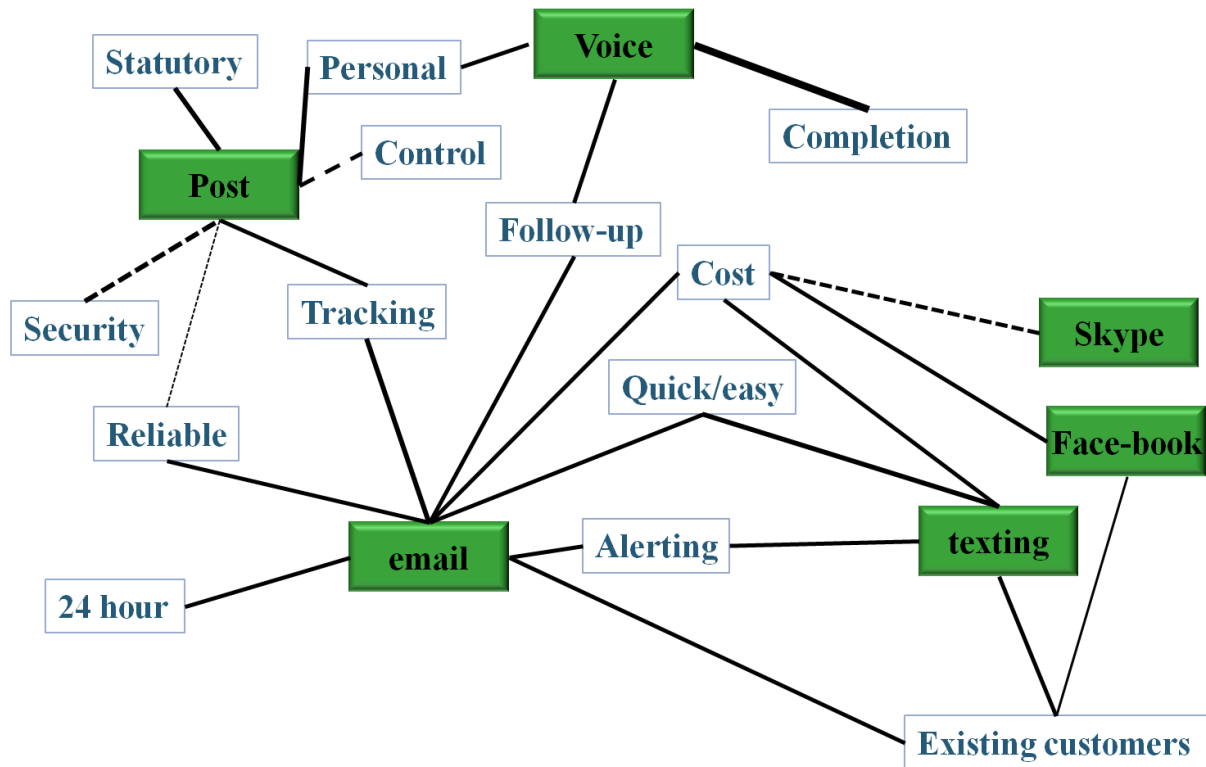 Voice
Statutory
Personal
Completion
Control
Post
Follow-up
Cost
Tracking
Security
Skype
Quick/easy
Reliable
Face-book
Alerting
texting
email
24 hour
Existing customers